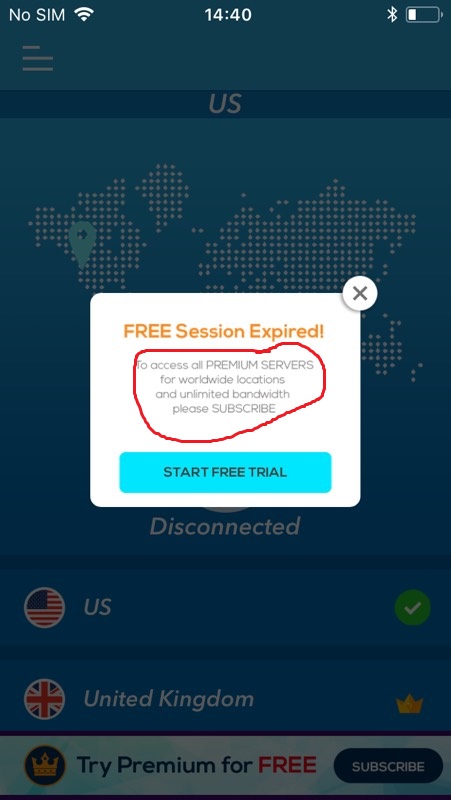 No SIM 14:40
US
FREE Session Expired!
To access all PREMIUM SERVERS
for worldwide locations
and unlimited bandwidth
please SUBSCRIBE
START FREE TRIAL
Disconnected
US
United Kingdom
Try Premium for FREE SUBSCRIBE